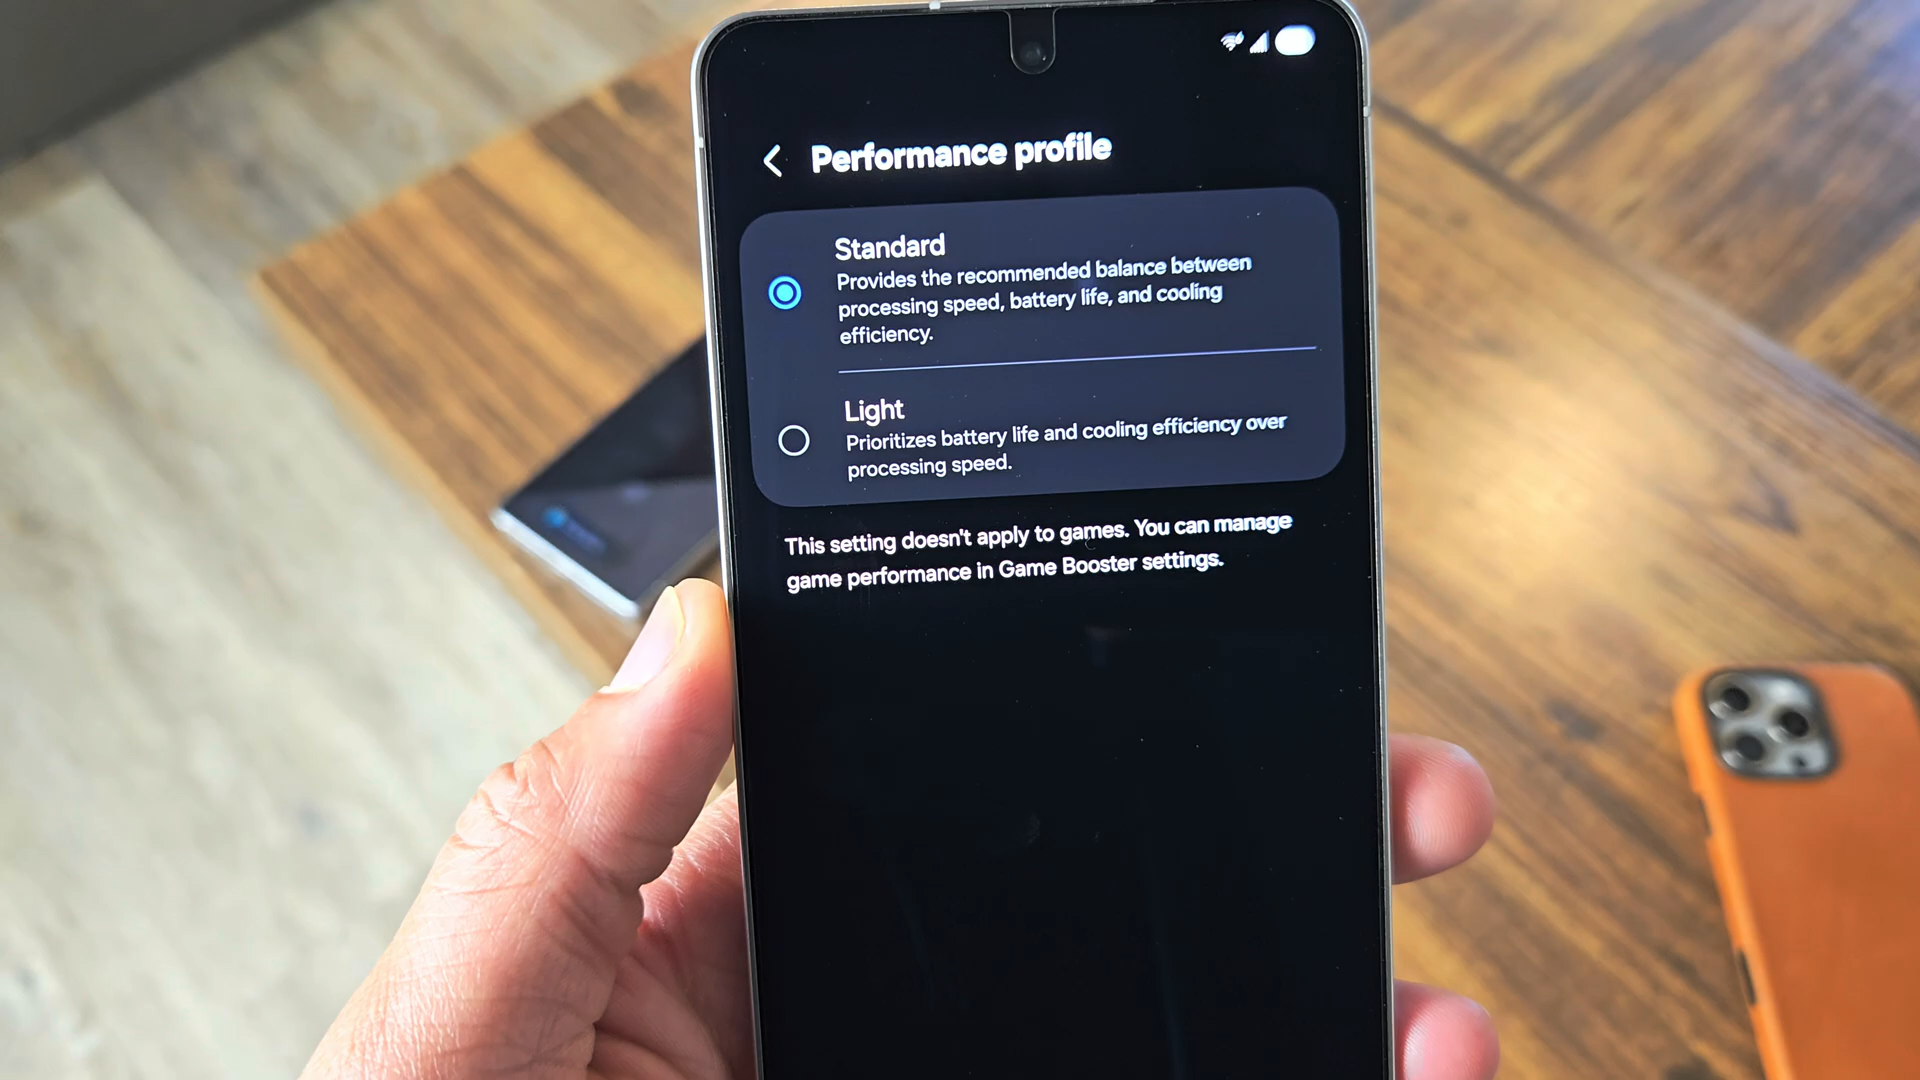 Performance profile
Standard
Provides the recommended balance between
processing speed, battery life, and cooling
efficiency.
Light
Prioritizes battery life and cooling efficiency over
processing speed.
This setting doesn't apply to games. You can manage
game performance in Game Booster settings.